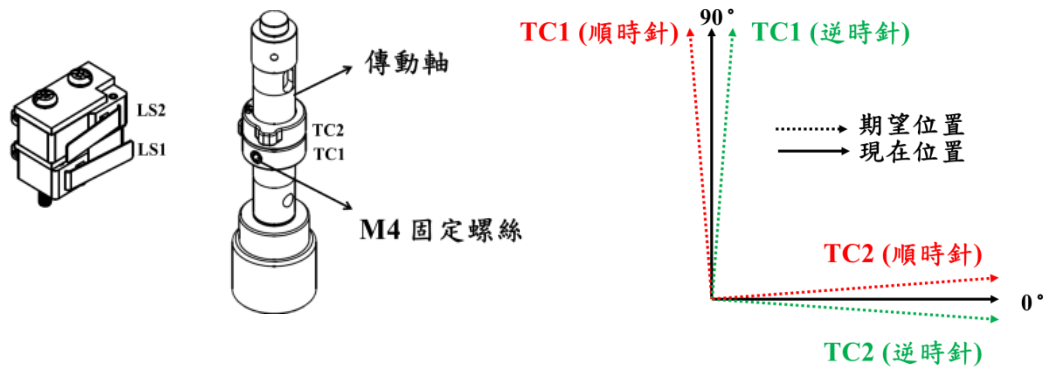 LS2
LS1
傳動軸
TC2
TC1
M4 固定螺絲
90°
TC1 (順時針)
TC1 (逆時針)
期望位置
現在位置
TC2 (順時針)
0°
TC2 (逆時針)